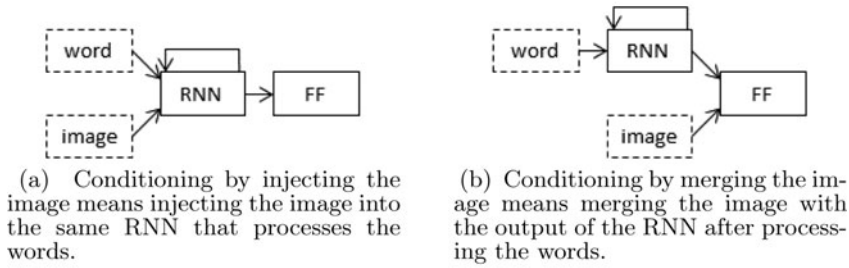 word
RNN
FF
image
(a) Conditioning by injecting the
image means injecting the image into
the same RNN that processes the
words.
word
RNN
FF
image
(b) Conditioning by merging the im-
age means merging the image with
the output of the RNN after process-
ing the words.